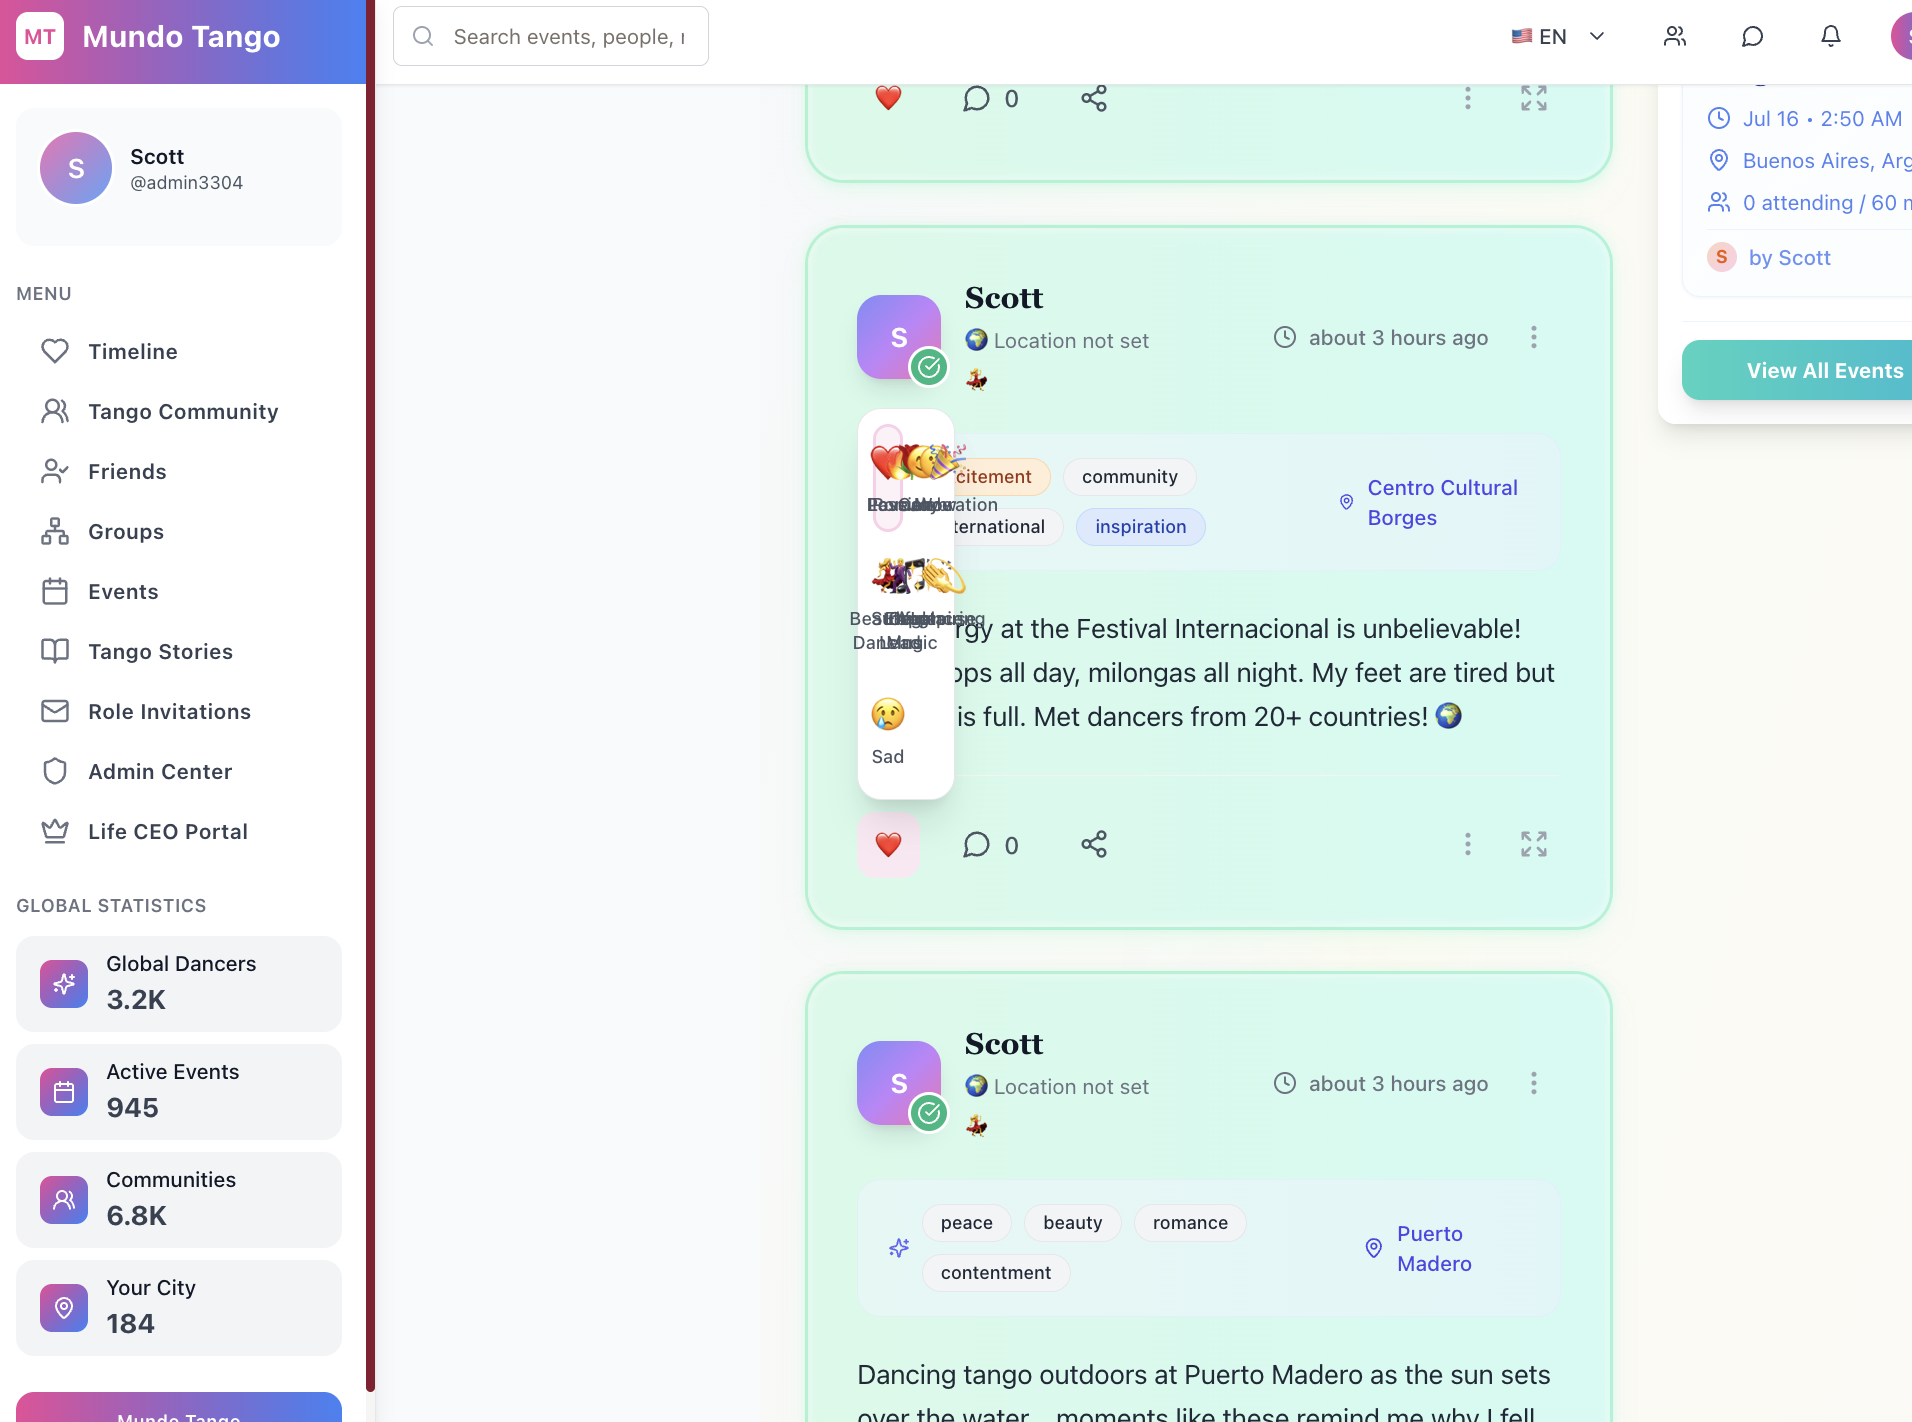 MT Mundo Tango
Search events, people, r
EN
S
S
Scott
@admin3304
MENU
Timeline
Tango Community
Friends
Groups
Events
Tango Stories
Role Invitations
Admin Center
Life CEO Portal
GLOBAL STATISTICS
Global Dancers
3.2K
Active Events
945
Communities
6.8K
Your City
184
Mundo Tango
0
S
Scott
Location not set
about 3 hours ago
citement
community
ternational
inspiration
Centro Cultural
Borges
rgy at the Festival Internacional is unbelievable!
ops all day, milongas all night. My feet are tired but
is full. Met dancers from 20+ countries!
Sad
0
S
Scott
Location not set
about 3 hours ago
peace
beauty
romance
contentment
Puerto
Madero
Dancing tango outdoors at Puerto Madero as the sun sets
over the water... moments like these remind me why I fell
Jul 16 • 2:50 AM
Buenos Aires, Arg
0 attending / 60 m
S by Scott
View All Events